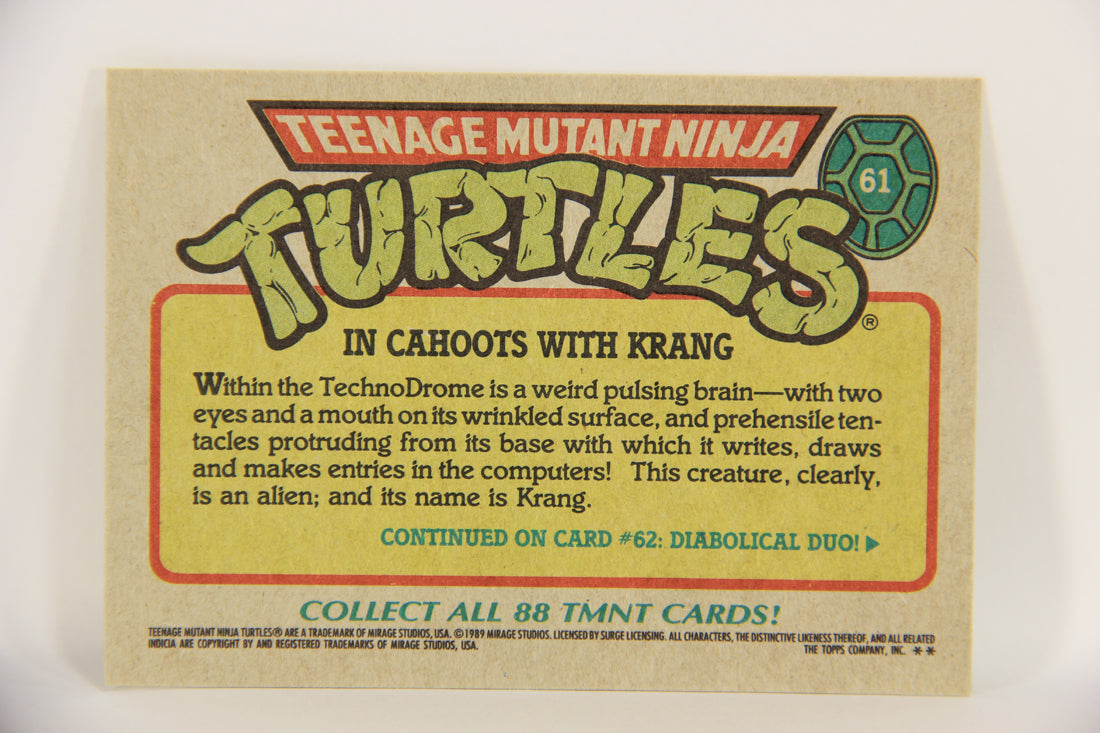 TEENAGE MUTANT NINJA
TURTLES®
61
IN CAHOOTS WITH KRANG
Within the TechnoDrome is a weird pulsing brain—with two
eyes and a mouth on its wrinkled surface, and prehensile ten-
tacles protruding from its base with which it writes, draws
and makes entries in the computers! This creature, clearly,
is an alien; and its name is Krang.
CONTINUED ON CARD #62: DIABOLICAL DUO!►
COLLECT ALL 88 TMNT CARDS!
TEENAGE MUTANT NINJA TURTLES® ARE A TRADEMARK OF MIRAGE STUDIOS, USA. ©1989 MIRAGE STUDIOS. LICENSED BY SURGE LICENSING. ALL CHARACTERS, THE DISTINCTIVE LIKENESS THEREOF, AND ALL RELATED
INDICIA ARE COPYRIGHT BY AND REGISTERED TRADEMARKS OF MIRAGE STUDIOS, USA. THE TOPPS COMPANY, INC. **